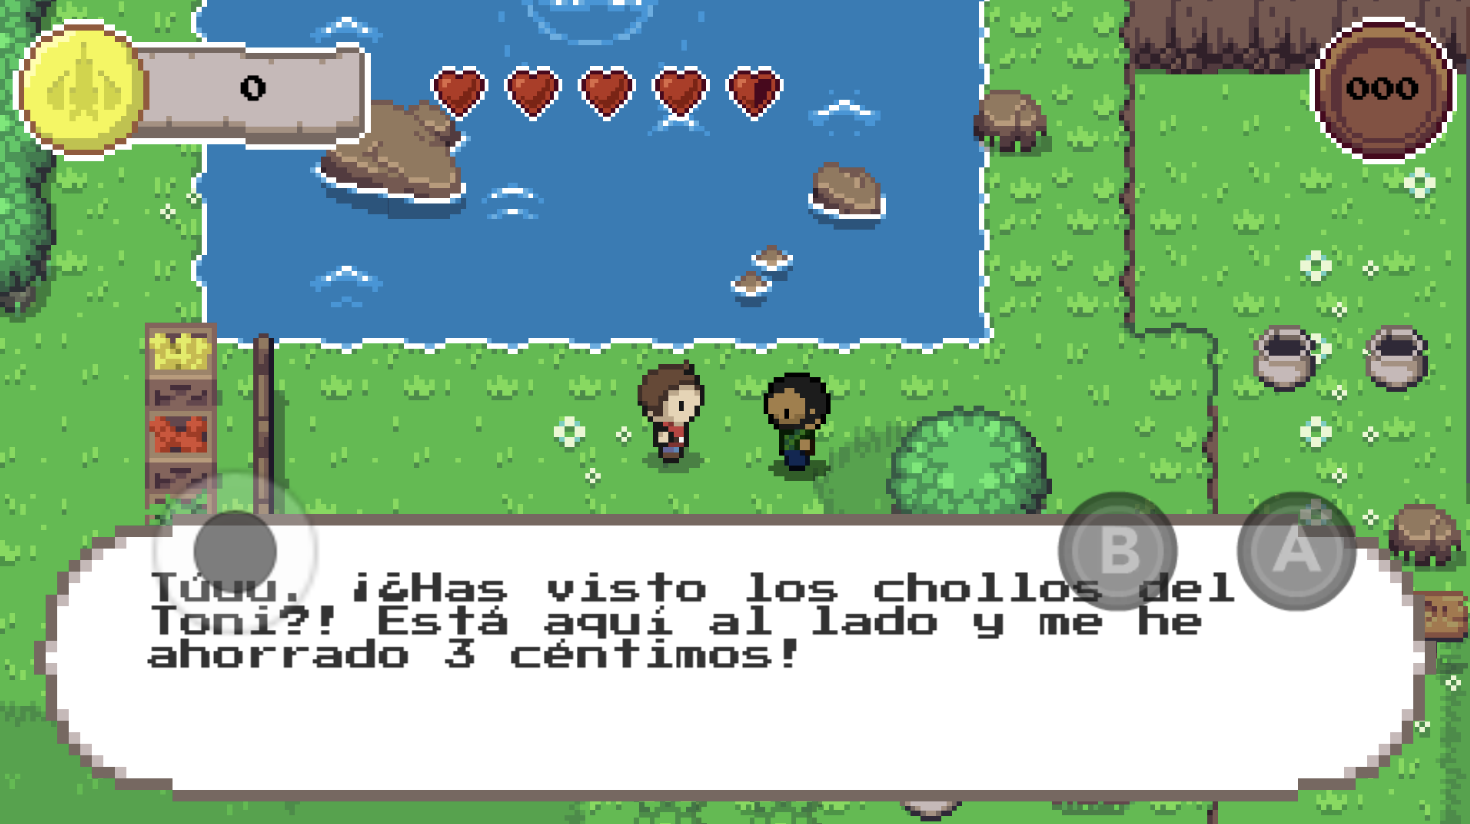 0
000
Túuu, ¡¿Has visto los chollos del
Toni?! Está aquí al lado y me he
ahorrado 3 céntimos!
B
A